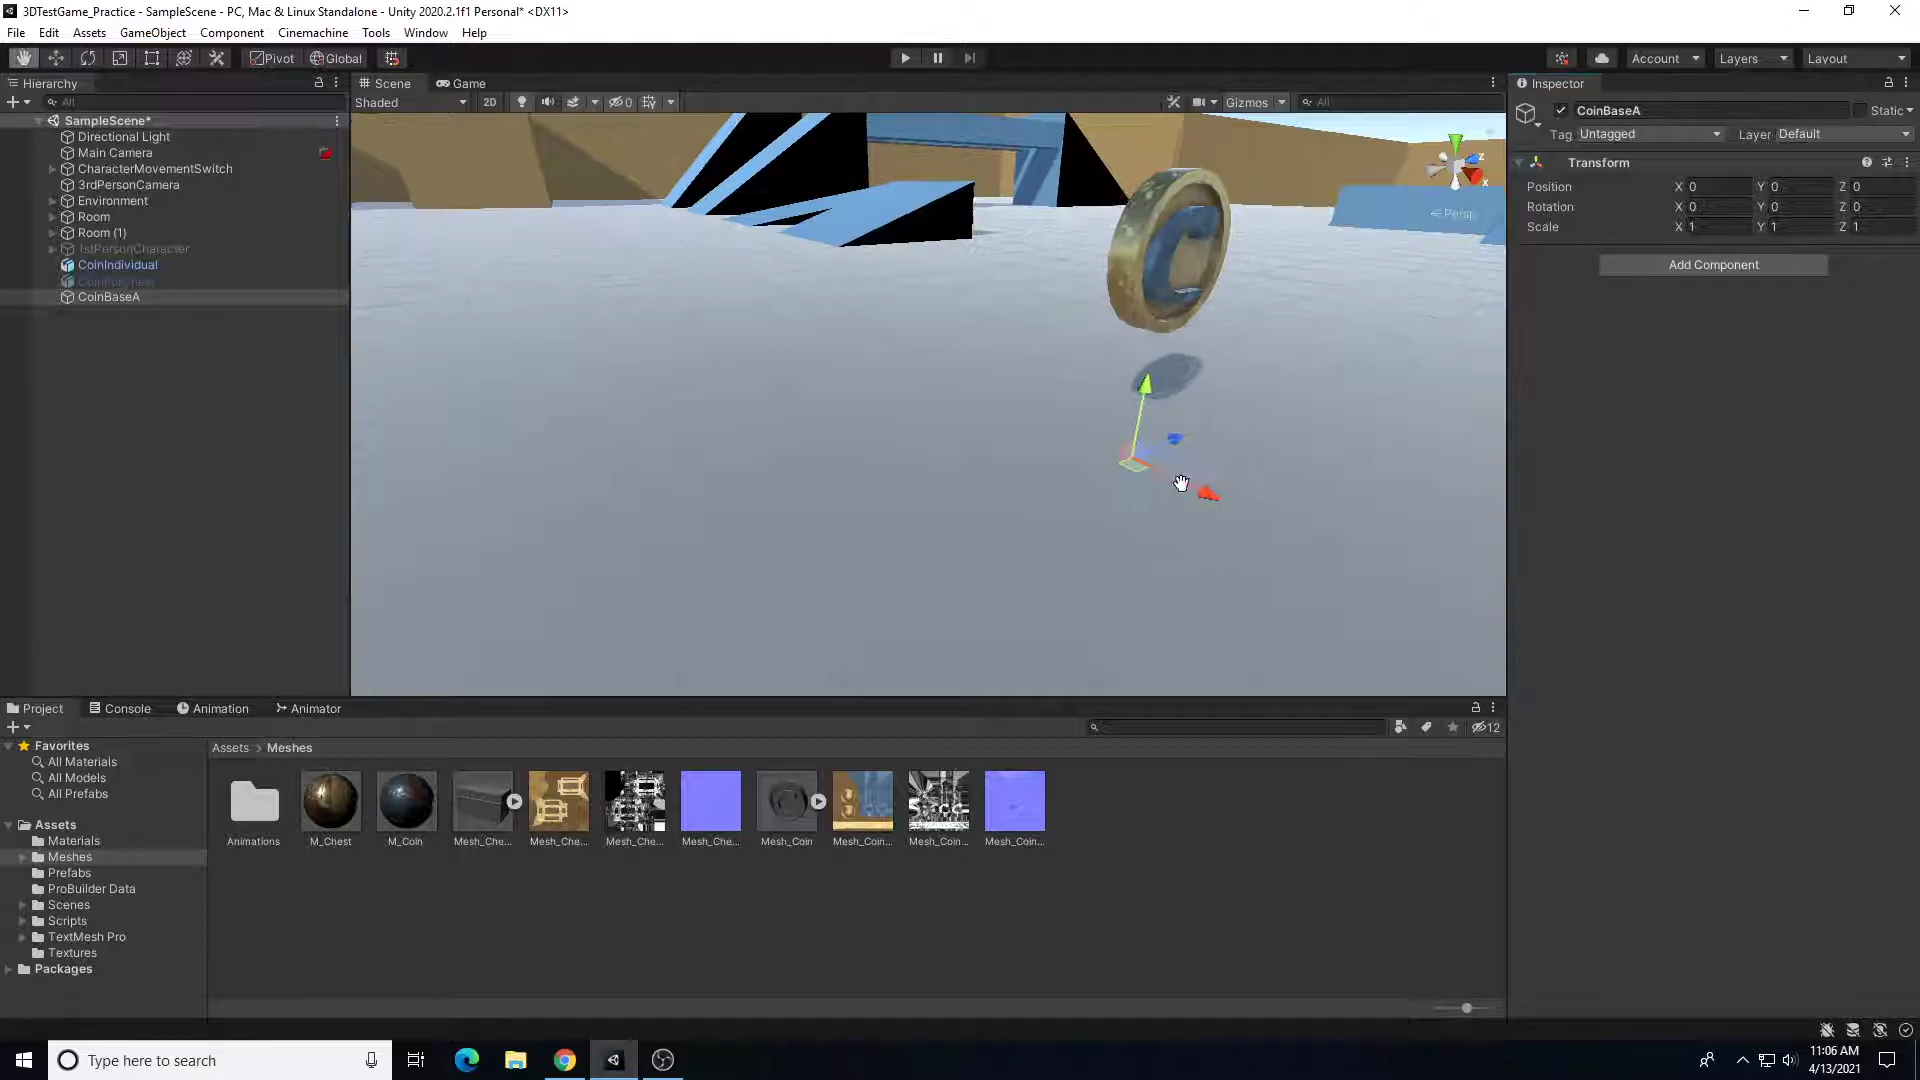 3DTestGame_Practice - SampleScene - PC, Mac & Linux Standalone - Unity 2020.2.1f1 Personal* <DX11>
File Edit Assets GameObject Component Cinemachine Tools Window Help
Pivot Global Account Layers Layout
Hierarchy
All
SampleScene*
Directional Light
Main Camera
CharacterMovementSwitch
3rdPersonCamera
Environment
Room
Room (1)
1stPersonCharacter
CoinIndividual
CoinForChest
CoinBaseA
Scene Game
Shaded 2D 0 Gizmos All
Z
X
Persp
C
Inspector
CoinBaseA Static
Tag Untagged Layer Default
Transform
Position X 0 Y 0 Z 0
Rotation X 0 Y 0 Z 0
Scale X 1 Y 1 Z 1
Add Component
Project Console Animation Animator
12
Favorites
All Materials
All Models
All Prefabs
Assets
Materials
Meshes
Prefabs
ProBuilder Data
Scenes
Scripts
TextMesh Pro
Textures
Packages
Assets > Meshes
Animations M_Chest M_Coin Mesh_Che... Mesh_Che... Mesh_Che... Mesh_Che... Mesh_Coin Mesh_Coin... Mesh_Coin... Mesh_Coin...
Type here to search
11:06 AM
4/13/2021